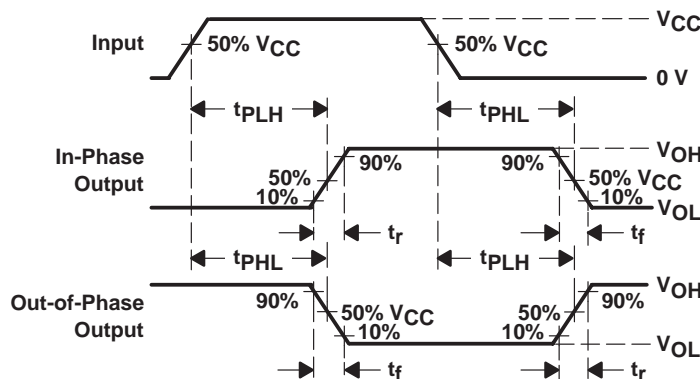 VCC
Input
50% VCC
50% VCC
0 V
tPLH
tPHL
In-Phase
Output
VOH
90%
90%
50%
50% VCC
10%
10%
VOL
tr
tf
tPHL
tPLH
Out-of-Phase
Output
VOH
90%
90%
50% VCC
50%
10%
10%
VOL
tf
tr